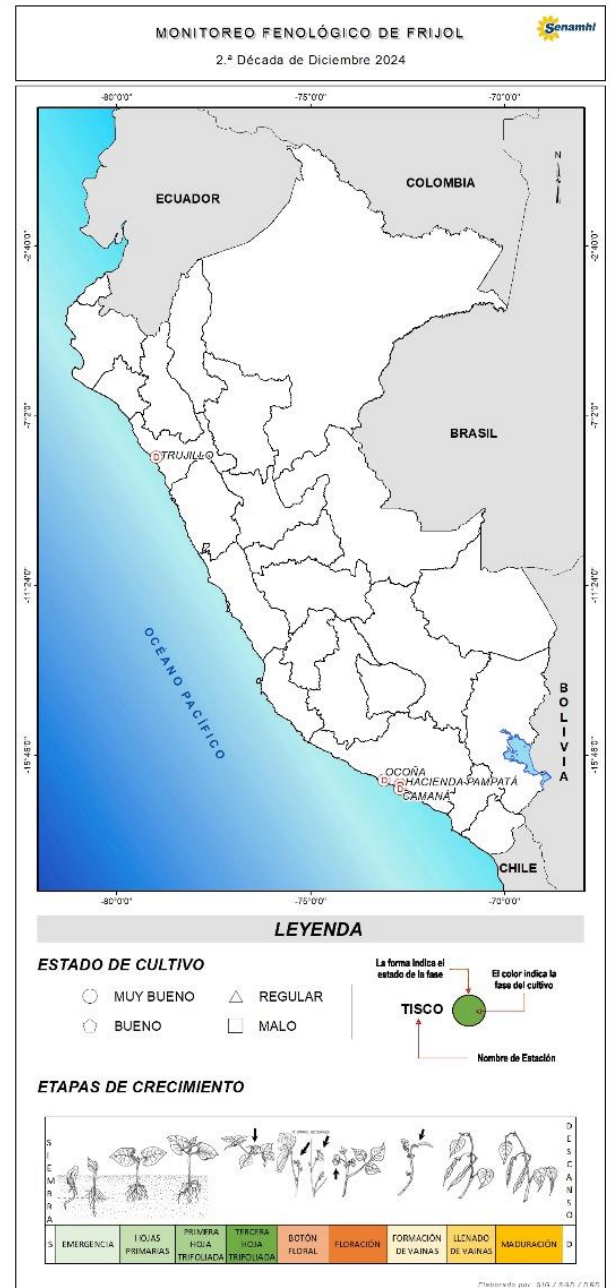 MONITOREO FENOLÓGICO DE FRIJOL
Senamhi
2.ª Década de Diciembre 2024
-80°0'0" -75°0'0" -70°0'0"
N
COLOMBIA
ECUADOR
-2°40'0" -2°40'0"
-7°2'0" -7°2'0"
BRASIL
D TRUJILLO
-11°24'0" -11°24'0"
OCÉANO PACÍFICO
BOLIVIA
-15°46'0" -15°46'0"
D OCOÑA
HACIENDA PAMPATÁ
D CAMANÁ
CHILE
-80°0'0" -75°0'0" -70°0'0"
LEYENDA
ESTADO DE CULTIVO
MUY BUENO
REGULAR
BUENO
MALO
La forma indica el estado de la fase
El color indica la fase del cultivo
TISCO
Nombre de Estación
ETAPAS DE CRECIMIENTO
SIEMBRA
DESCANSO
S
EMERGENCIA
HOJAS PRIMARIAS
PRIMERA HOJA TRIFOLIADA
TERCERA HOJA TRIFOLIADA
BOTÓN FLORAL
FLORACIÓN
FORMACIÓN DE VAINAS
LLENADO DE VAINAS
MADURACIÓN
D
Elaborado por: